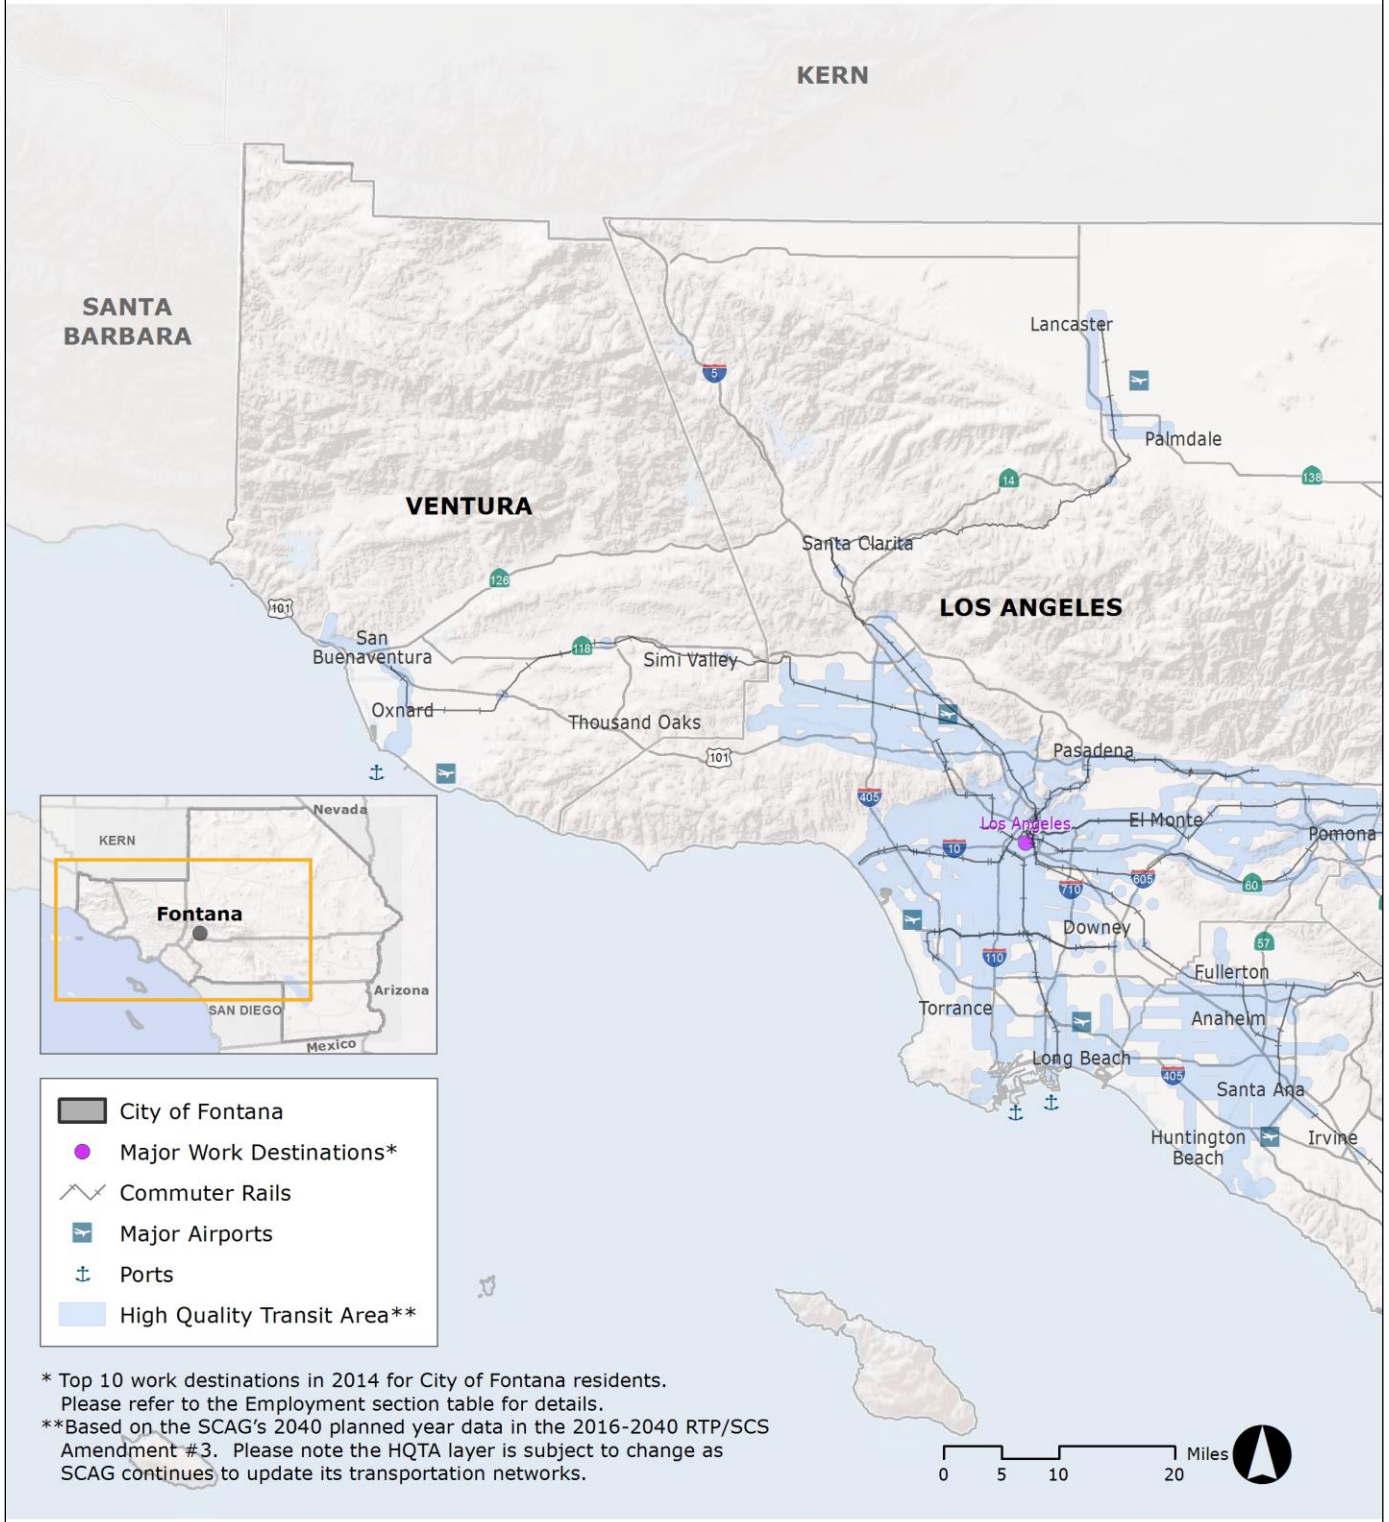 KERN
SANTA
BARBARA
Lancaster
5
Palmdale
14
138
VENTURA
Santa Clarita
126
101
LOS ANGELES
San
Buenaventura
118
Simi Valley
Oxnard
Thousand Oaks
101
Pasadena
405
Los Angeles
El Monte
Pomona
10
605
710
60
Downey
110
57
Fullerton
Torrance
Anaheim
Long Beach
405
Santa Ana
Huntington
Beach
Irvine
Nevada
KERN
Fontana
Arizona
SAN DIEGO
Mexico
City of Fontana
Major Work Destinations*
Commuter Rails
Major Airports
Ports
High Quality Transit Area**
* Top 10 work destinations in 2014 for City of Fontana residents.
Please refer to the Employment section table for details.
**Based on the SCAG’s 2040 planned year data in the 2016-2040 RTP/SCS
Amendment #3. Please note the HQTA layer is subject to change as
SCAG continues to update its transportation networks.
Miles
0 5 10 20